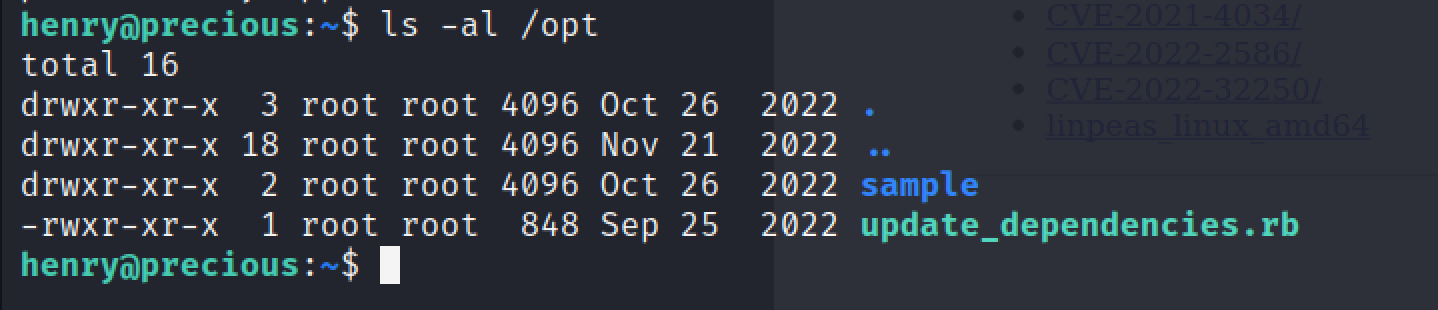 henry@precious:~$ ls -al /opt
total 16
drwxr-xr-x  3 root root 4096 Oct 26  2022 .
drwxr-xr-x 18 root root 4096 Nov 21  2022 ..
drwxr-xr-x  2 root root 4096 Oct 26  2022 sample
-rwxr-xr-x  1 root root  848 Sep 25  2022 update_dependencies.rb
henry@precious:~$
CVE-2021-4034/
CVE-2022-2586/
CVE-2022-32250/
linpeas_linux_amd64